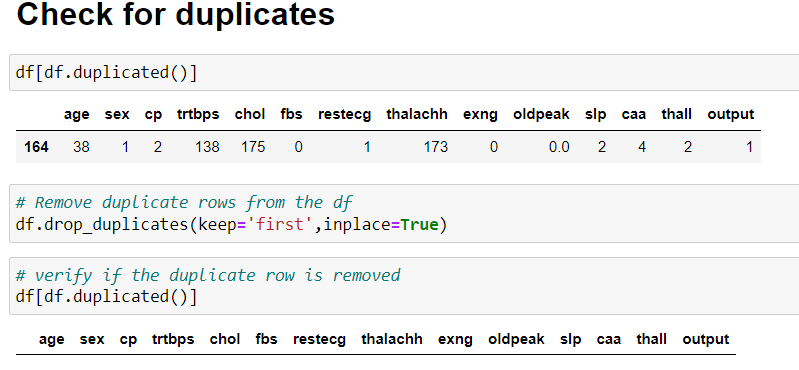 Check for duplicates
df[df.duplicated()]
age sex cp trtbps chol fbs restecg thalachh exng oldpeak slp caa thall output
164 38 1 2 138 175 0 1 173 0 0.0 2 4 2 1
# Remove duplicate rows from the df
df.drop_duplicates(keep='first',inplace=True)
# verify if the duplicate row is removed
df[df.duplicated()]
age sex cp trtbps chol fbs restecg thalachh exng oldpeak slp caa thall output